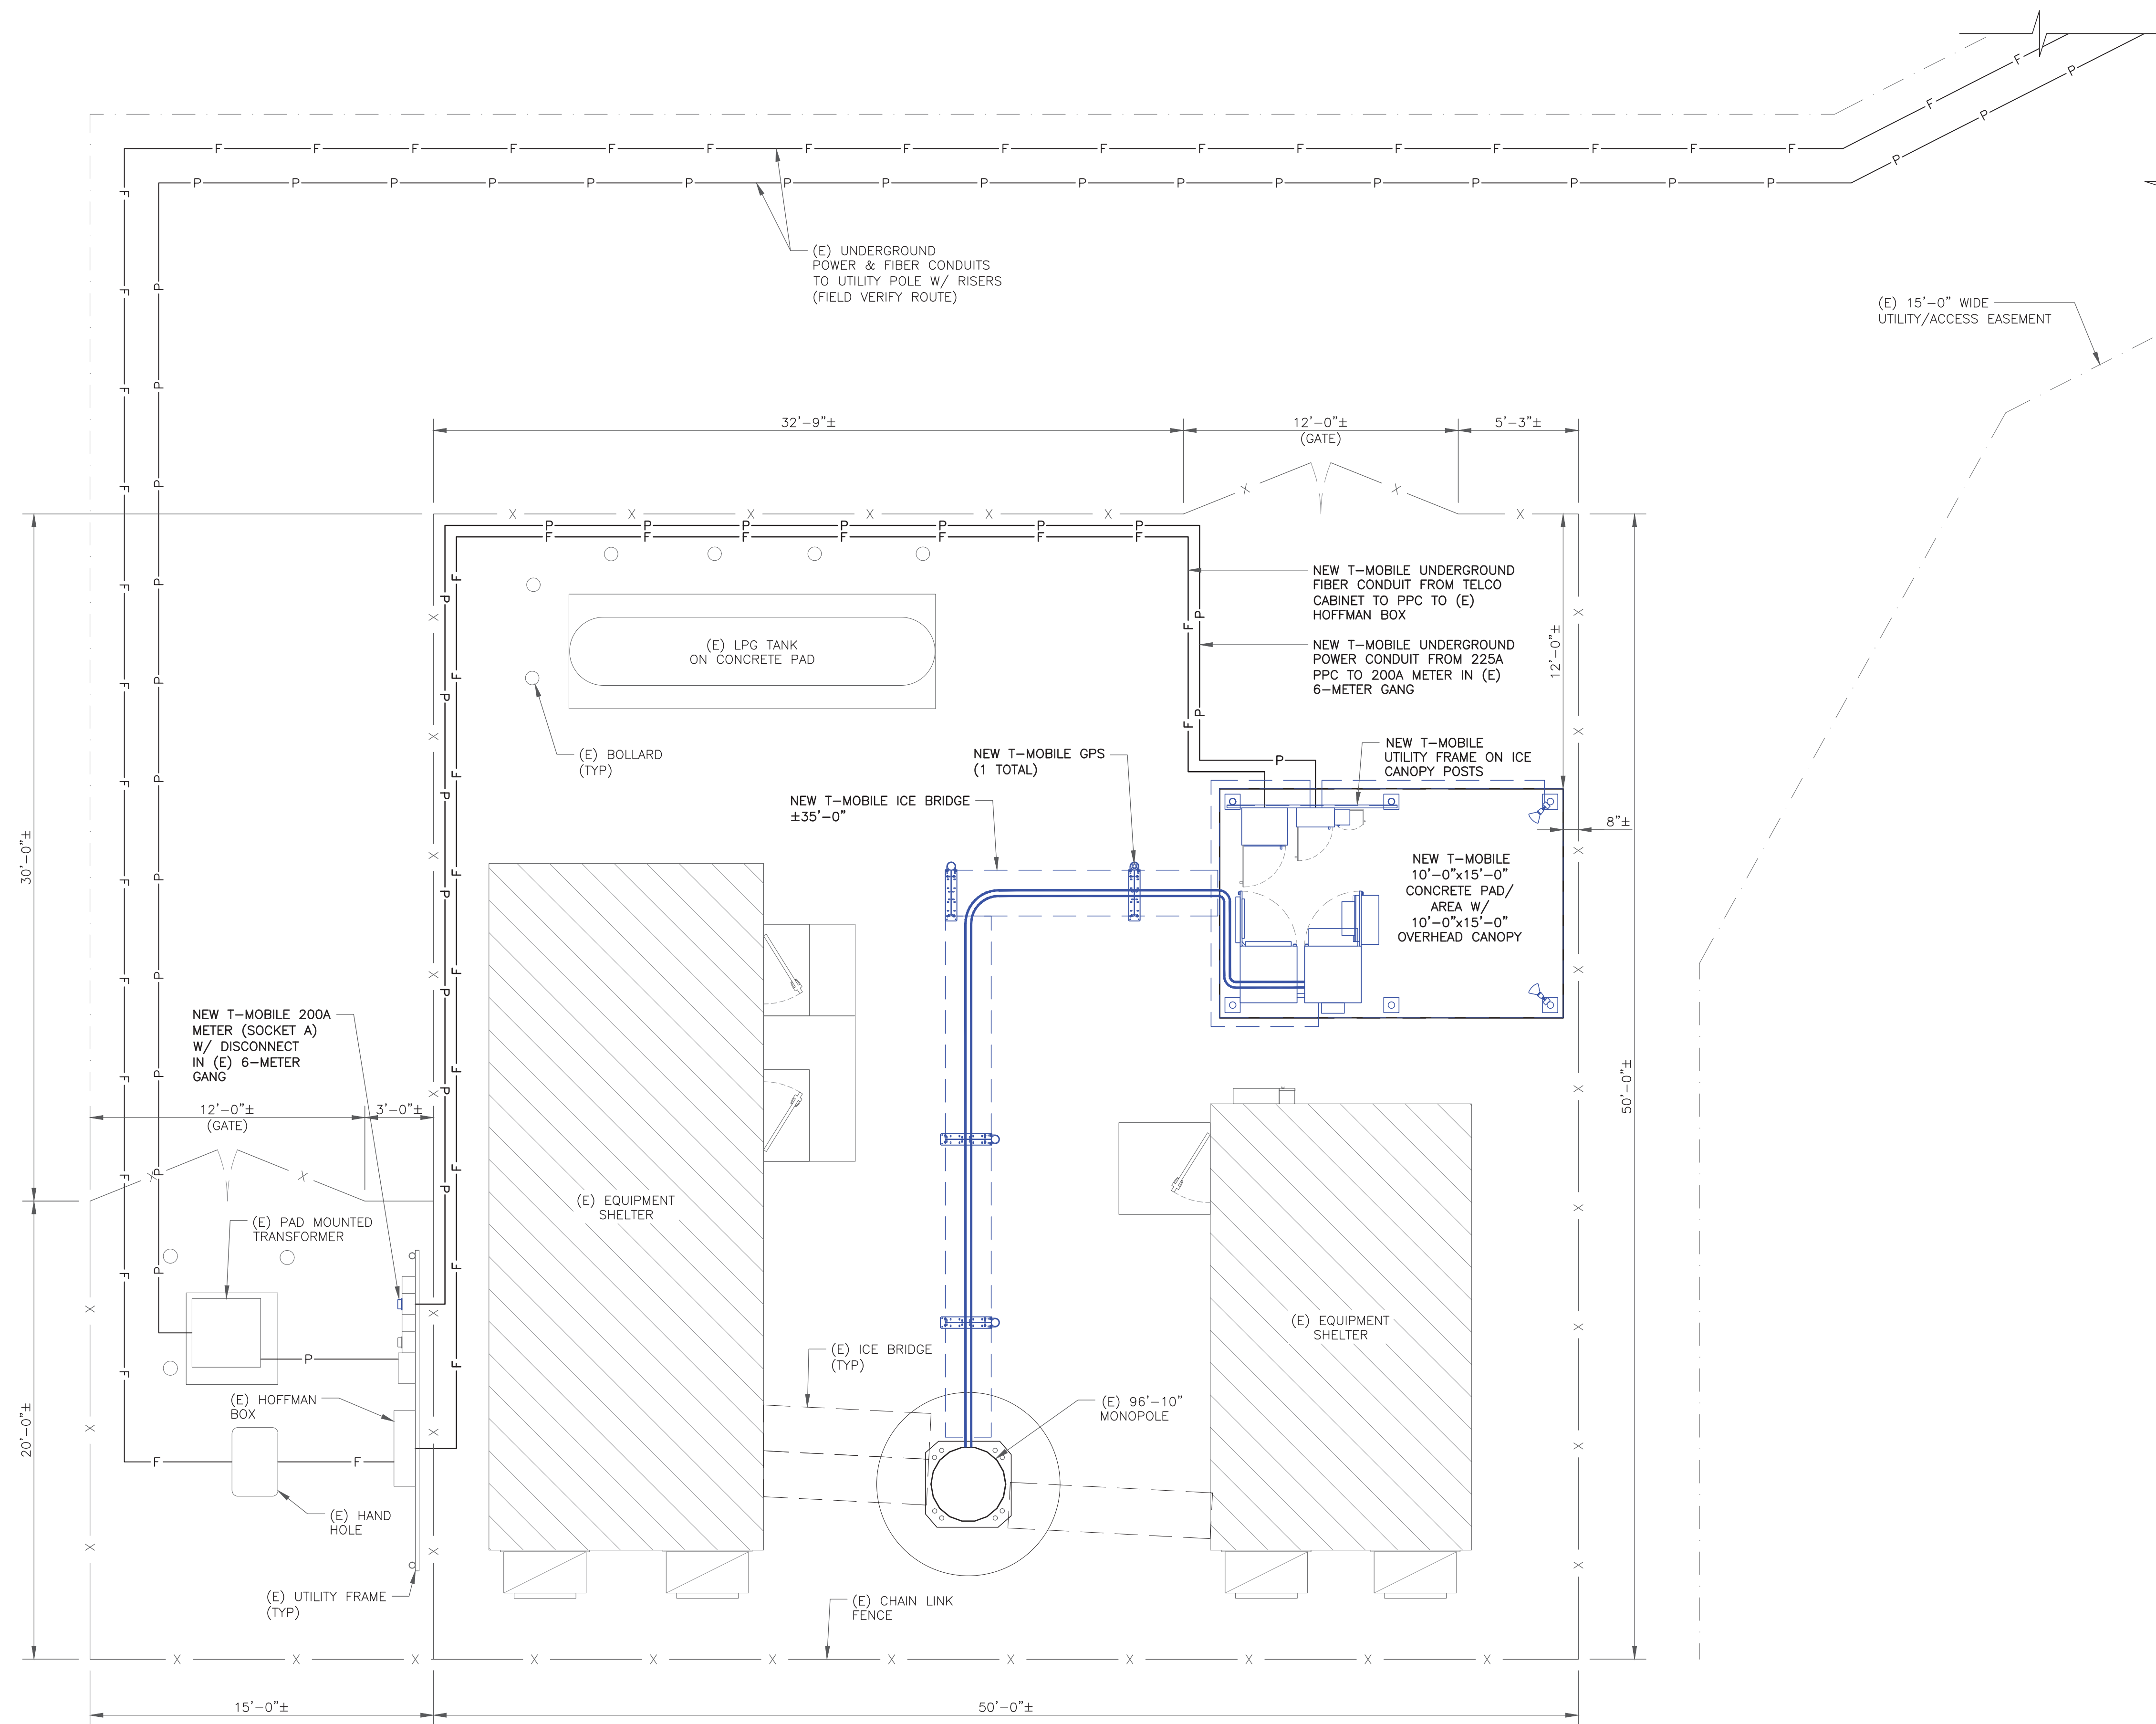 (E) UNDERGROUND
POWER & FIBER CONDUITS
TO UTILITY POLE W/ RISERS
(FIELD VERIFY ROUTE)
(E) 15'-0" WIDE
UTILITY/ACCESS EASEMENT
32'-9"±
12'-0"±
(GATE)
5'-3"±
NEW T-MOBILE UNDERGROUND
FIBER CONDUIT FROM TELCO
CABINET TO PPC TO (E)
HOFFMAN BOX
NEW T-MOBILE UNDERGROUND
POWER CONDUIT FROM 225A
PPC TO 200A METER IN (E)
6-METER GANG
12'-0"±
(E) LPG TANK
ON CONCRETE PAD
(E) BOLLARD
(TYP)
NEW T-MOBILE GPS
(1 TOTAL)
NEW T-MOBILE
UTILITY FRAME ON ICE
CANOPY POSTS
NEW T-MOBILE ICE BRIDGE
±35'-0"
8"±
30'-0"±
NEW T-MOBILE
10'-0"x15'-0"
CONCRETE PAD/
AREA W/
10'-0"x15'-0"
OVERHEAD CANOPY
NEW T-MOBILE 200A
METER (SOCKET A)
W/ DISCONNECT
IN (E) 6-METER
GANG
50'-0"±
12'-0"±
(GATE)
3'-0"±
(E) EQUIPMENT
SHELTER
(E) PAD MOUNTED
TRANSFORMER
(E) EQUIPMENT
SHELTER
(E) ICE BRIDGE
(TYP)
(E) HOFFMAN
BOX
(E) 96'-10"
MONOPOLE
20'-0"±
(E) HAND
HOLE
(E) UTILITY FRAME
(TYP)
(E) CHAIN LINK
FENCE
15'-0"±
50'-0"±